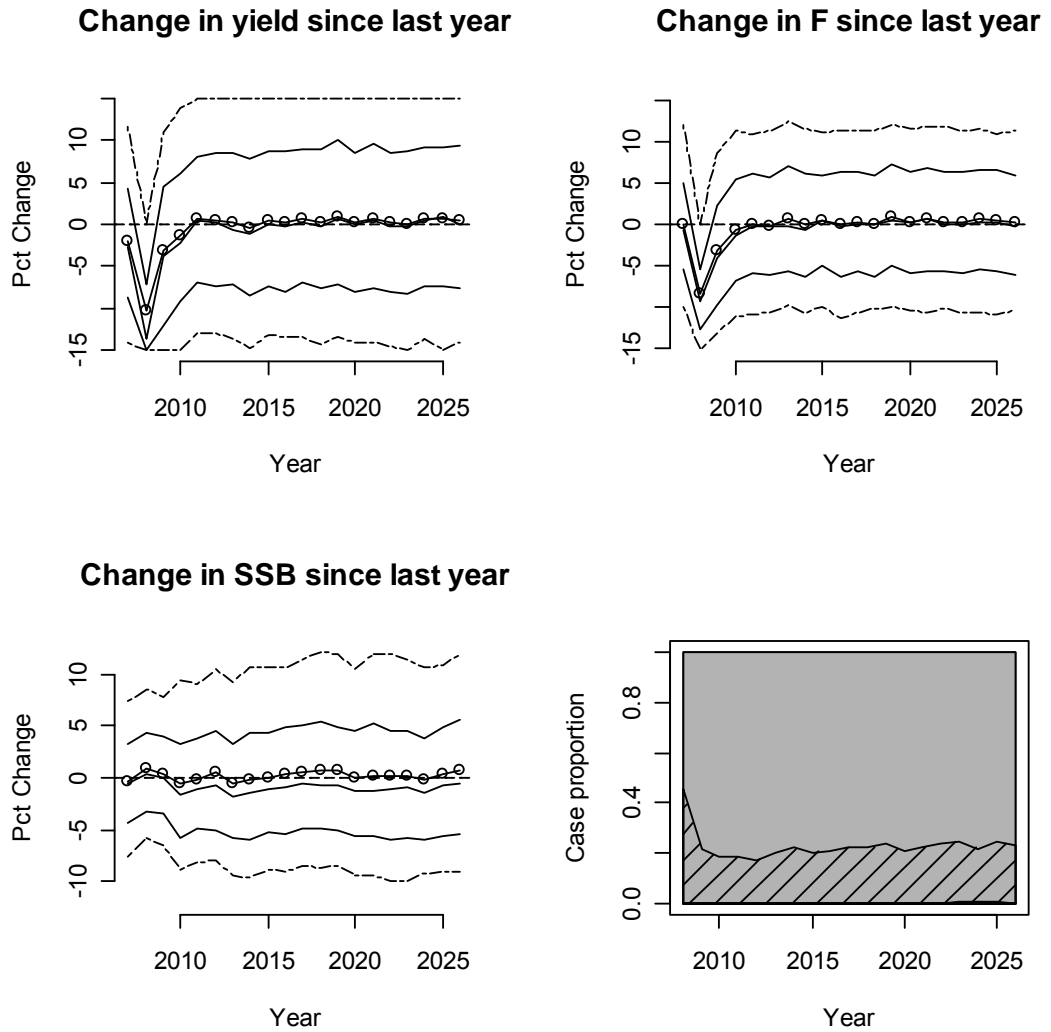 Change in yield since last year
Pct Change
10
5
0
-5
-15
2010 2015 2020 2025
Year
Change in F since last year
Pct Change
10
5
0
-5
-15
2010 2015 2020 2025
Year
Change in SSB since last year
Pct Change
10
5
0
-5
-10
2010 2015 2020 2025
Year
Case proportion
0.8
0.4
0.0
2010 2015 2020 2025
Year